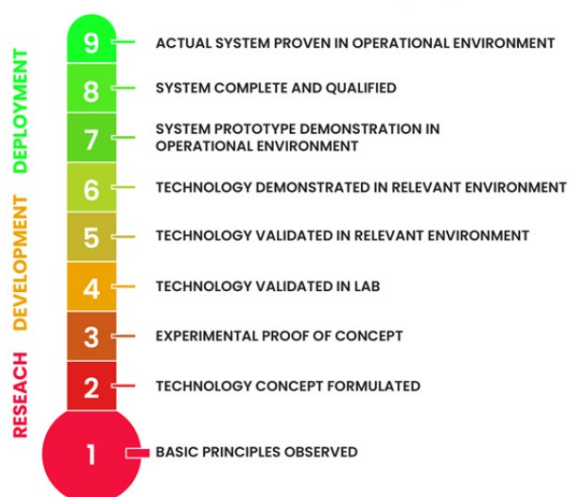 DEPLOYMENT
DEVELOPMENT
RESEACH
9 ACTUAL SYSTEM PROVEN IN OPERATIONAL ENVIRONMENT
8 SYSTEM COMPLETE AND QUALIFIED
7 SYSTEM PROTOTYPE DEMONSTRATION IN
OPERATIONAL ENVIRONMENT
6 TECHNOLOGY DEMONSTRATED IN RELEVANT ENVIRONMENT
5 TECHNOLOGY VALIDATED IN RELEVANT ENVIRONMENT
4 TECHNOLOGY VALIDATED IN LAB
3 EXPERIMENTAL PROOF OF CONCEPT
2 TECHNOLOGY CONCEPT FORMULATED
1 BASIC PRINCIPLES OBSERVED